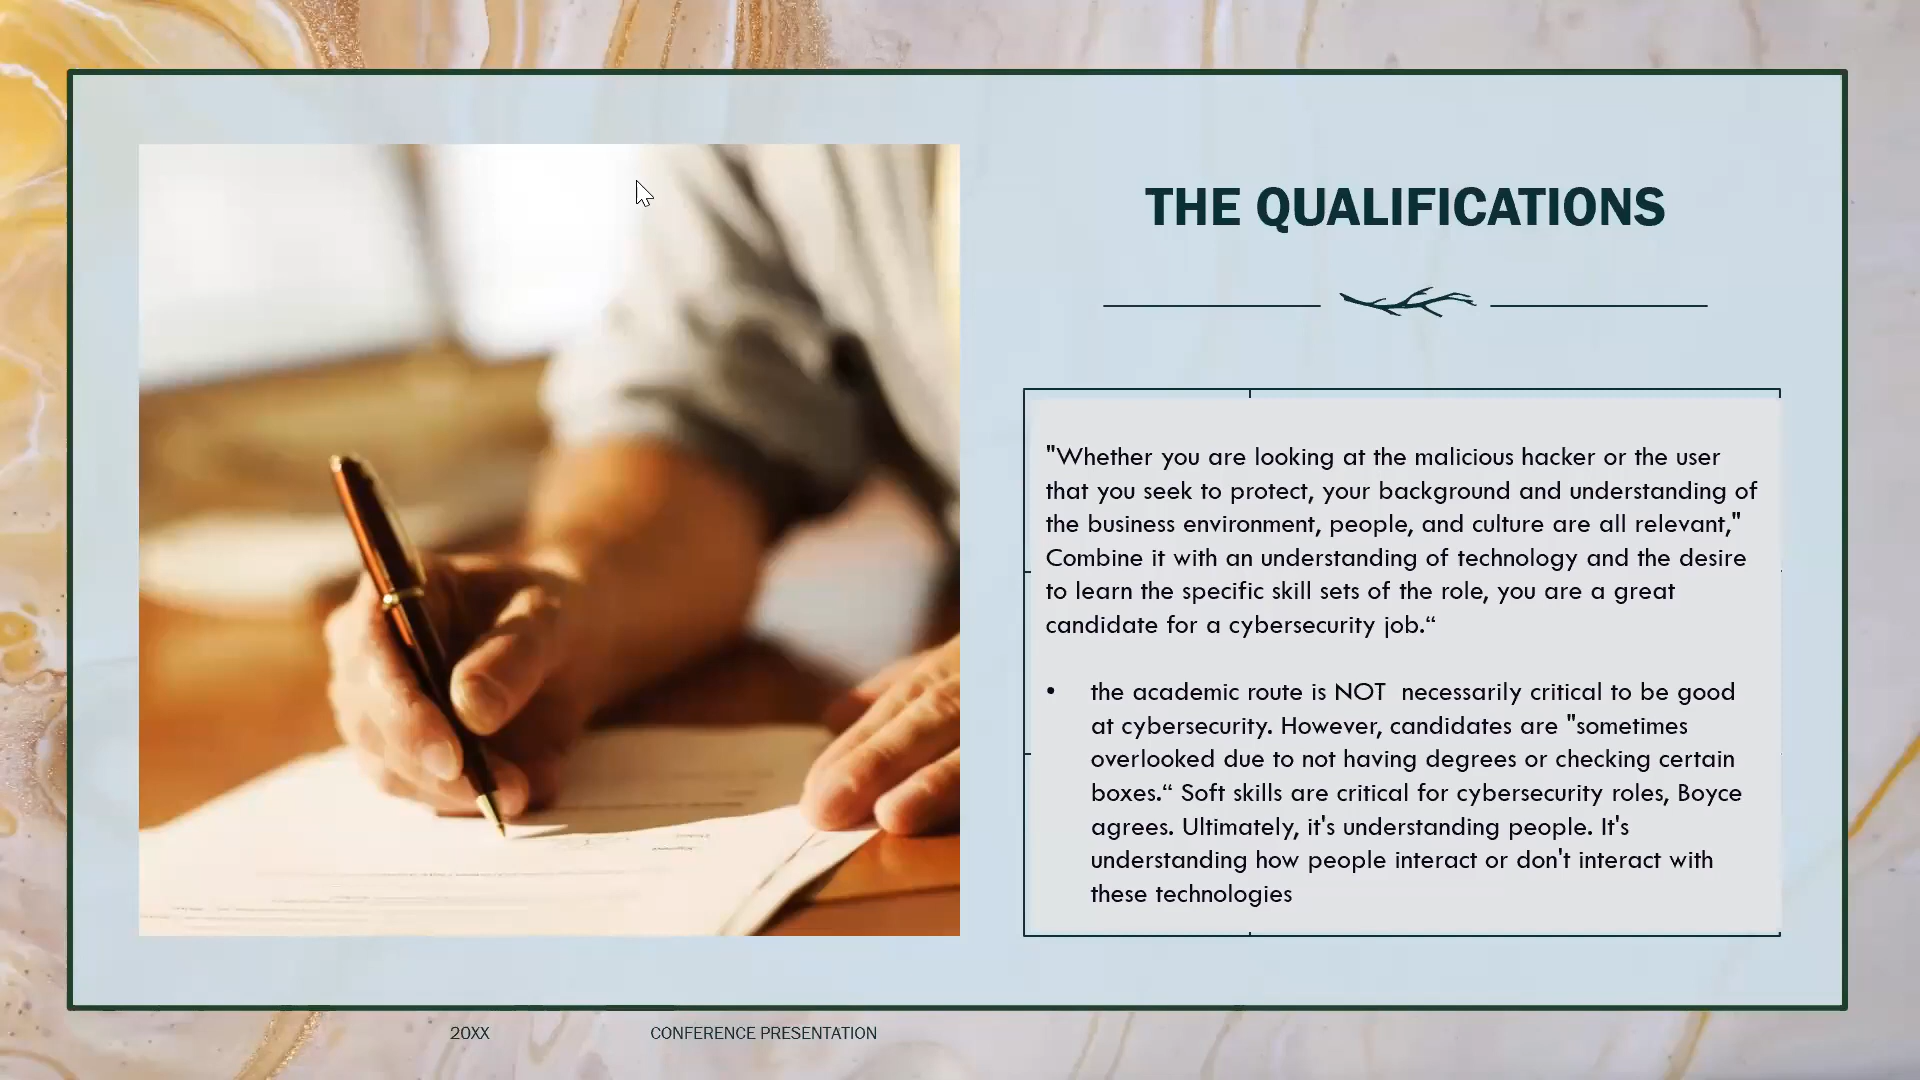 THE QUALIFICATIONS
"Whether you are looking at the malicious hacker or the user
that you seek to protect, your background and understanding of
the business environment, people, and culture are all relevant,"
Combine it with an understanding of technology and the desire
to learn the specific skill sets of the role, you are a great
candidate for a cybersecurity job.“
• the academic route is NOT  necessarily critical to be good
at cybersecurity. However, candidates are "sometimes
overlooked due to not having degrees or checking certain
boxes.“ Soft skills are critical for cybersecurity roles, Boyce
agrees. Ultimately, it's understanding people. It's
understanding how people interact or don't interact with
these technologies
20XX
CONFERENCE PRESENTATION